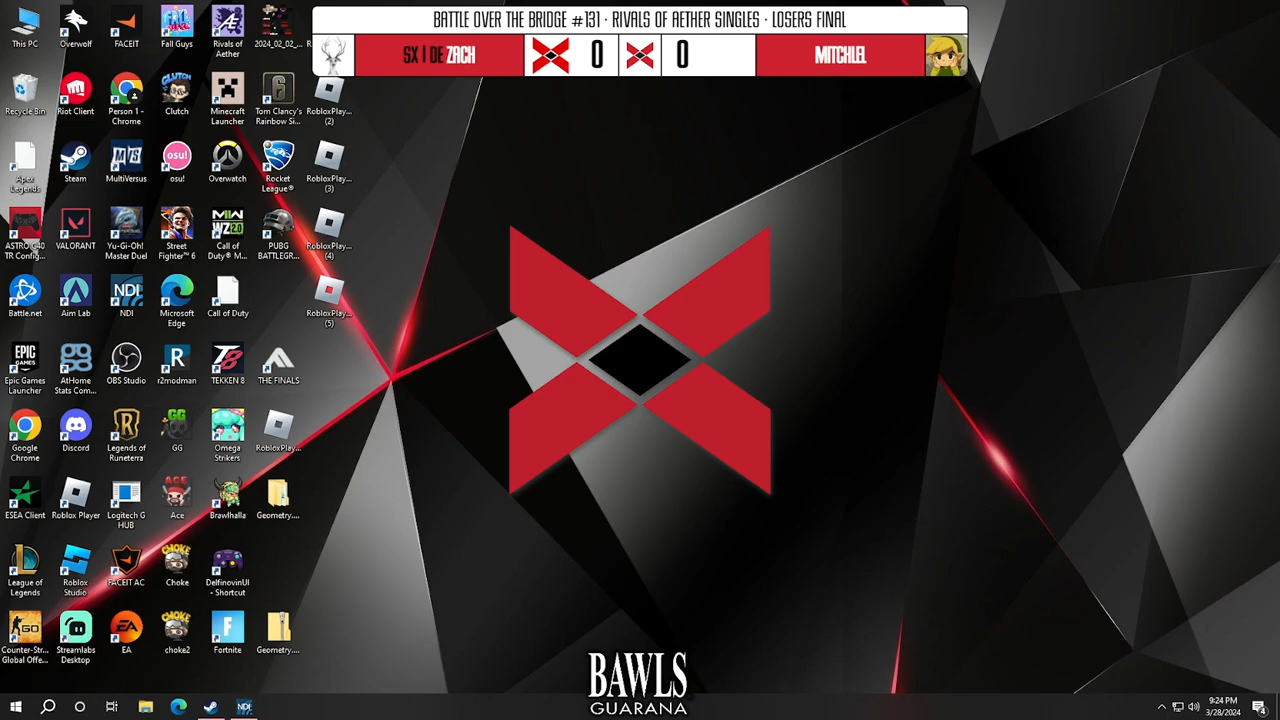 BATTLE OVER THE BRIDGE #131 · RIVALS OF AETHER SINGLES · LOSERS FINAL
SX | DE ZACH
0
0
MITCHLEL
This PC
Overwolf
FACEIT
Fall Guys
Rivals of
Aether
2024_02_02_...
Recycle Bin
Riot Client
Person 1 -
Chrome
Clutch
Minecraft
Launcher
Tom Clancy's
Rainbow Si...
RobloxPlay...
(2)
Apex
Legends
Steam
MultiVersus
osu!
Overwatch
Rocket
League®
RobloxPlay...
(3)
ASTRO C40
TR Config...
VALORANT
Yu-Gi-Oh!
Master Duel
Street
Fighter™ 6
Call of
Duty® M...
PUBG
BATTLEGR...
RobloxPlay...
(4)
Battle.net
Aim Lab
NDI
Microsoft
Edge
Call of Duty
RobloxPlay...
(5)
Epic Games
Launcher
AtHome
Stats Com...
OBS Studio
r2modman
TEKKEN 8
THE FINALS
Google
Chrome
Discord
Legends of
Runeterra
GG
Omega
Strikers
RobloxPlay...
ESEA Client
Roblox Player
Logitech G
HUB
Ace
Brawlhalla
Geometry....
League of
Legends
Roblox
Studio
FACEIT AC
Choke
DelfinovinUI
- Shortcut
Counter-Str...
Global Offe...
Streamlabs
Desktop
EA
choke2
Fortnite
Geometry....
BAWLS
GUARANA
9:24 PM
3/28/2024
4